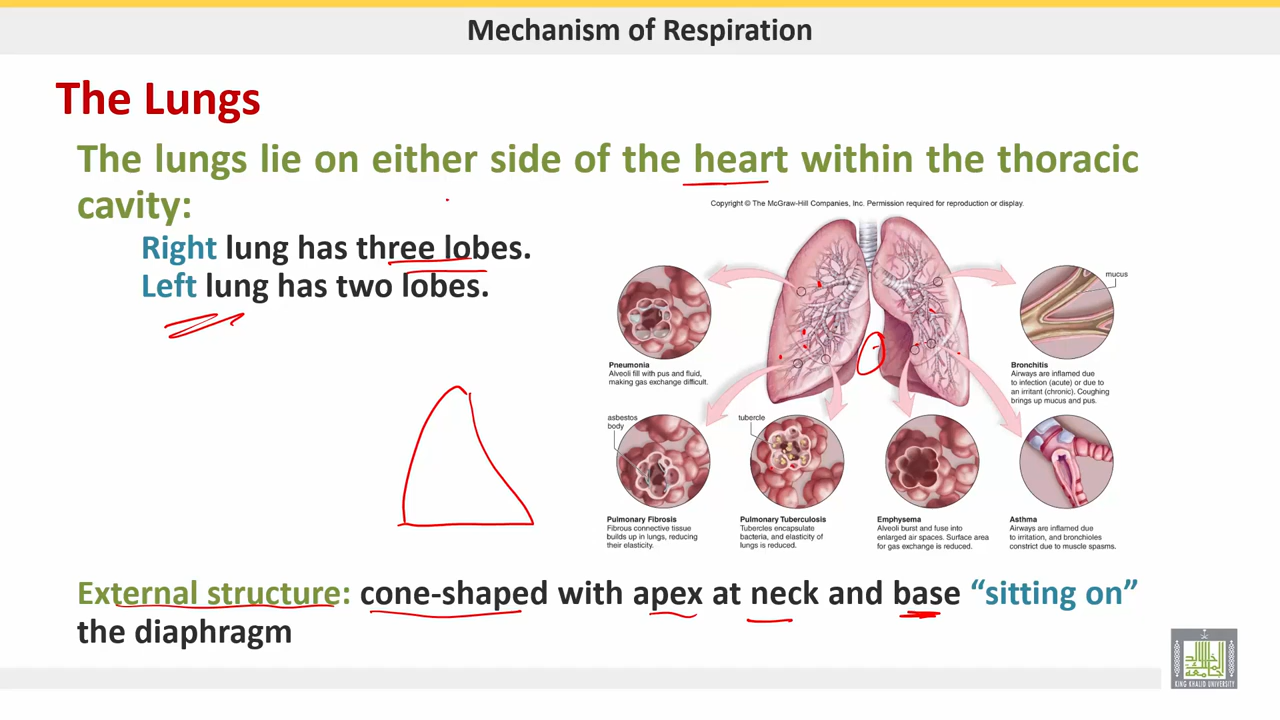 Mechanism of Respiration
The Lungs
The lungs lie on either side of the heart within the thoracic
cavity:
Copyright © The McGraw-Hill Companies, Inc. Permission required for reproduction or display.
Right lung has three lobes.
Left lung has two lobes.
mucus
Pneumonia
Alveoli fill with pus and fluid,
making gas exchange difficult.
Bronchitis
Airways are inflamed due
to infection (acute) or due to
an irritant (chronic). Coughing
brings up mucus and pus.
asbestos
body
tubercle
Pulmonary Fibrosis
Fibrous connective tissue
builds up in lungs, reducing
their elasticity.
Pulmonary Tuberculosis
Tubercles encapsulate
bacteria, and elasticity of
lungs is reduced.
Emphysema
Alveoli burst and fuse into
enlarged air spaces. Surface area
for gas exchange is reduced.
Asthma
Airways are inflamed due
to irritation, and bronchioles
constrict due to muscle spasms.
External structure: cone-shaped with apex at neck and base “sitting on”
the diaphragm
KING KHALID UNIVERSITY